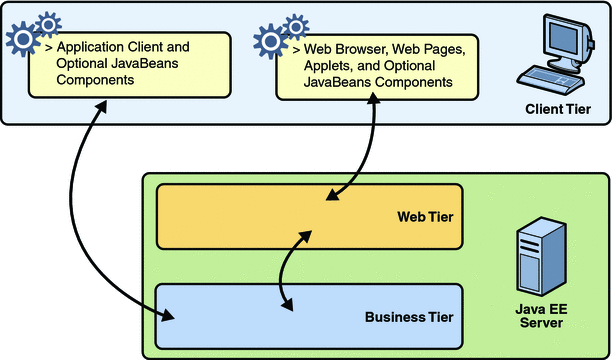 > Application Client and
Optional JavaBeans
Components
> Web Browser, Web Pages,
Applets, and Optional
JavaBeans Components
Client Tier
Web Tier
Java EE
Server
Business Tier